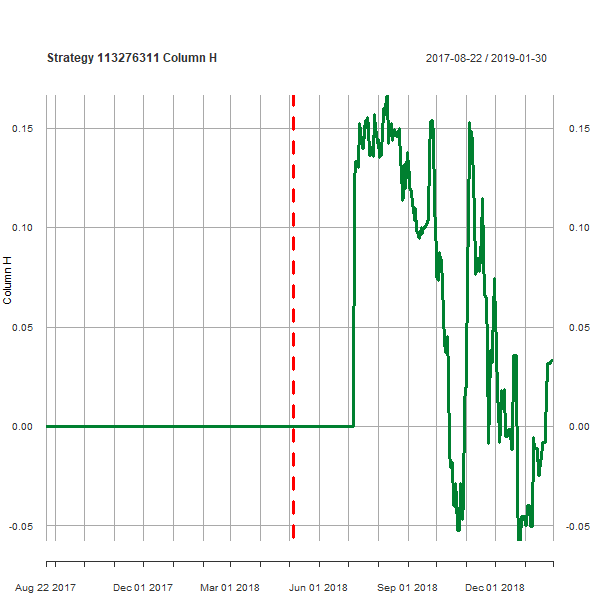 Strategy 113276311 Column H
2017-08-22 / 2019-01-30
0.15 0.15
0.10 0.10
0.05 0.05
0.00 0.00
-0.05 -0.05
Column H
Aug 22 2017 Dec 01 2017 Mar 01 2018 Jun 01 2018 Sep 01 2018 Dec 01 2018